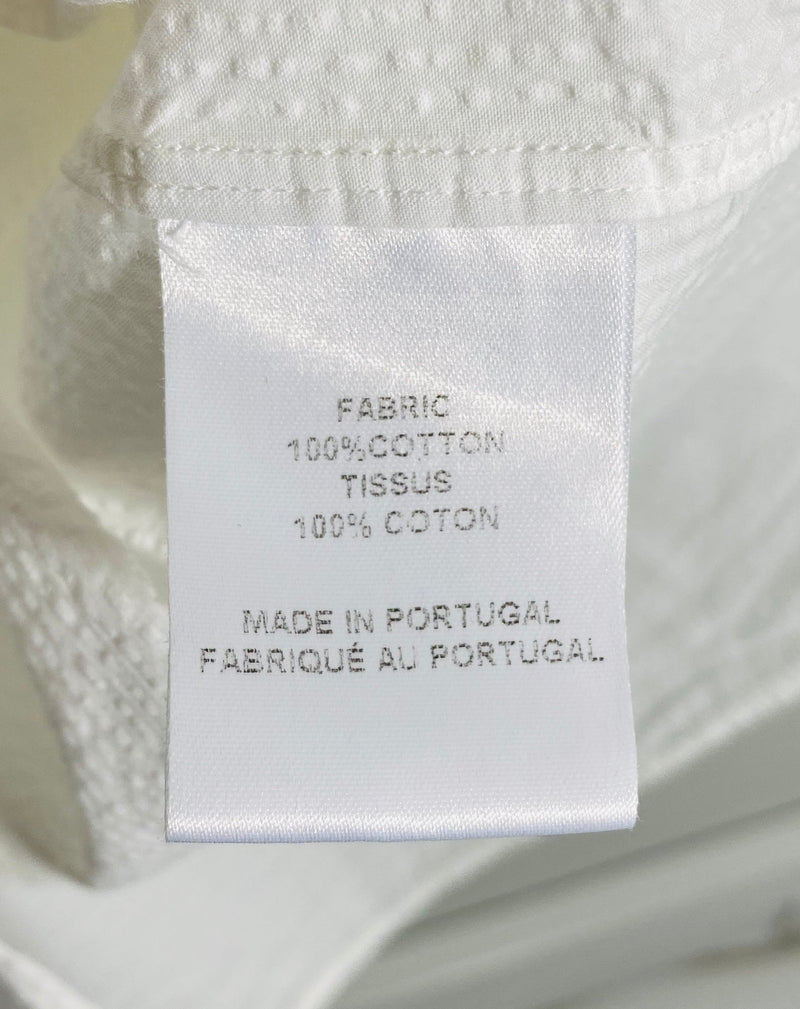 FABRIC
100%COTTON
TISSUS
100% COTON
MADE IN PORTUGAL
FABRIQUÉ AU PORTUGAL.